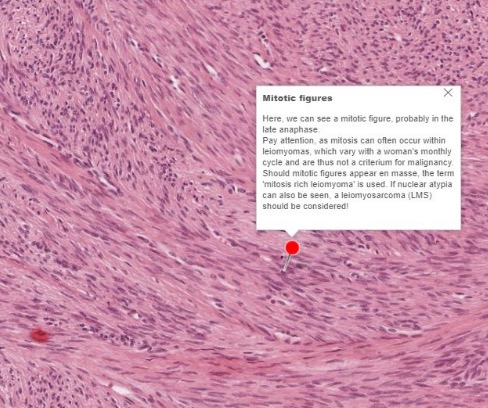 Mitotic figures
Here, we can see a mitotic figure, probably in the
late anaphase.
Pay attention, as mitosis can often occur within
leiomyomas, which vary with a woman's monthly
cycle and are thus not a criterium for malignancy.
Should mitotic figures appear en masse, the term
'mitosis rich leiomyoma' is used. If nuclear atypia
can also be seen, a leiomyosarcoma (LMS)
should be considered!